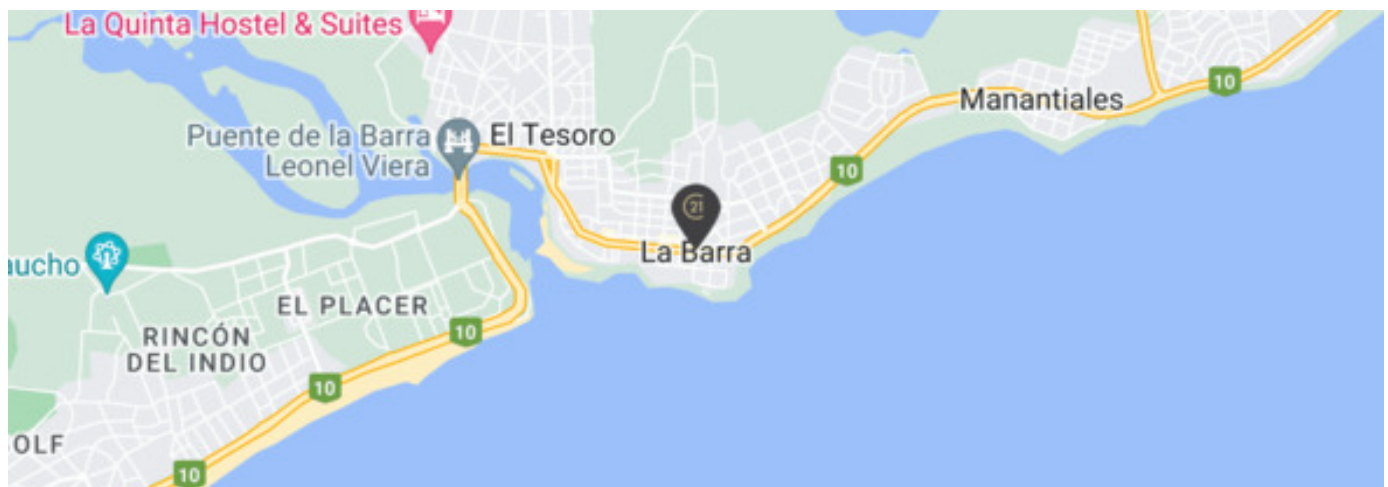 La Quinta Hostel & Suites
10
Manantiales
Puente de la Barra
Leonel Viera
El Tesoro
10
21
La Barra
aucho
EL PLACER
10
RINCÓN
DEL INDIO
10
OLF
10